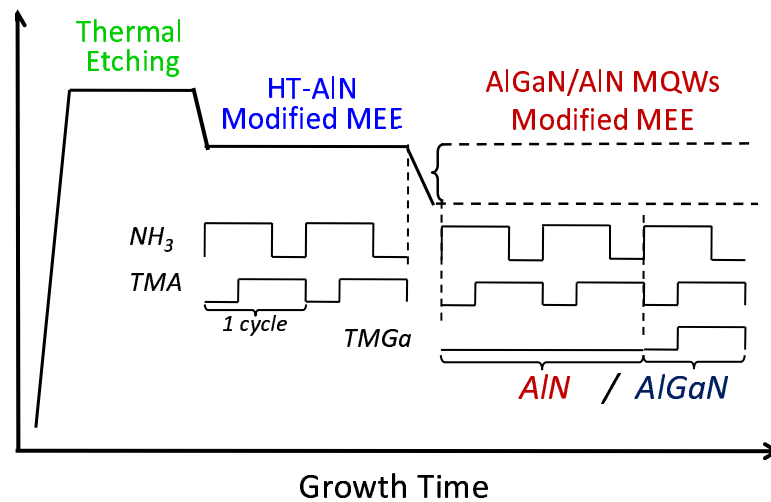 Thermal
Etching
HT-AlN
Modified MEE
AlGaN/AlN MQWs
Modified MEE
NH₃
TMA
1 cycle
TMGa
AlN / AlGaN
Growth Time